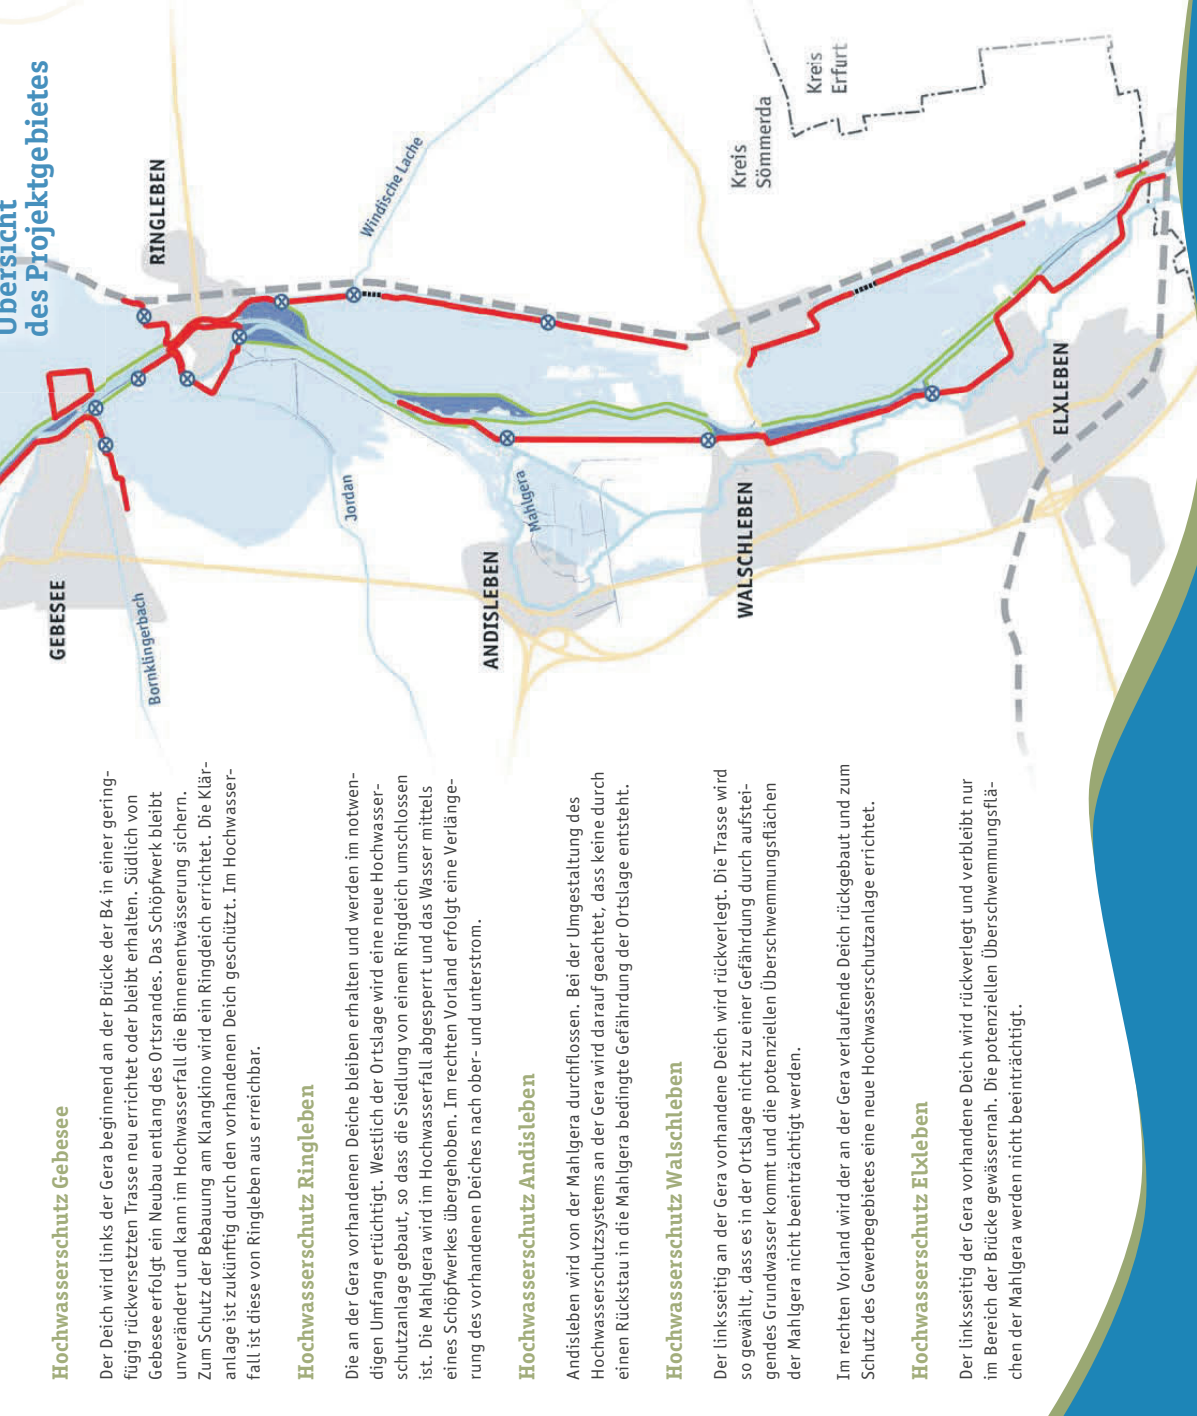 Übersicht
des Projektgebietes
Hochwasserschutz Gebesee
Der Deich wird links der Gera beginnend an der Brücke der B4 in einer gering-
fügig rückversetzten Trasse neu errichtet oder bleibt erhalten. Südlich von
Gebesee erfolgt ein Neubau entlang des Ortsrandes. Das Schöpfwerk bleibt
unverändert und kann im Hochwasserfall die Binnenentwässerung sichern.
Zum Schutz der Bebauung am Klangkino wird ein Ringdeich errichtet. Die Klär-
anlage ist zukünftig durch den vorhandenen Deich geschützt. Im Hochwasser-
fall ist diese von Ringleben aus erreichbar.
Hochwasserschutz Ringleben
Die an der Gera vorhandenen Deiche bleiben erhalten und werden im notwen-
digen Umfang ertüchtigt. Westlich der Ortslage wird eine neue Hochwasser-
schutzanlage gebaut, so dass die Siedlung von einem Ringdeich umschlossen
ist. Die Mahlgera wird im Hochwasserfall abgesperrt und das Wasser mittels
eines Schöpfwerkes übergehoben. Im rechten Vorland erfolgt eine Verlänge-
rung des vorhandenen Deiches nach ober- und unterstrom.
Hochwasserschutz Andisleben
Andisleben wird von der Mahlgera durchflossen. Bei der Umgestaltung des
Hochwasserschutzsystems an der Gera wird darauf geachtet, dass keine durch
einen Rückstau in die Mahlgera bedingte Gefährdung der Ortslage entsteht.
Hochwasserschutz Walschleben
Der linksseitig an der Gera vorhandene Deich wird rückverlegt. Die Trasse wird
so gewählt, dass es in der Ortslage nicht zu einer Gefährdung durch aufstei-
gendes Grundwasser kommt und die potenziellen Überschwemmungsflächen
der Mahlgera nicht beeinträchtigt werden.
Im rechten Vorland wird der an der Gera verlaufende Deich rückgebaut und zum
Schutz des Gewerbegebietes eine neue Hochwasserschutzanlage errichtet.
Hochwasserschutz Elxleben
Der linksseitig der Gera vorhandene Deich wird rückverlegt und verbleibt nur
im Bereich der Brücke gewässernah. Die potenziellen Überschwemmungsflä-
chen der Mahlgera werden nicht beeinträchtigt.
GEBESEE
Bornklingerbach
RINGLEBEN
Jordan
Windische Lache
ANDISLEBEN
Mahlgera
WALSCHLEBEN
Kreis
Sömmerda
Kreis
Erfurt
ELXLEBEN